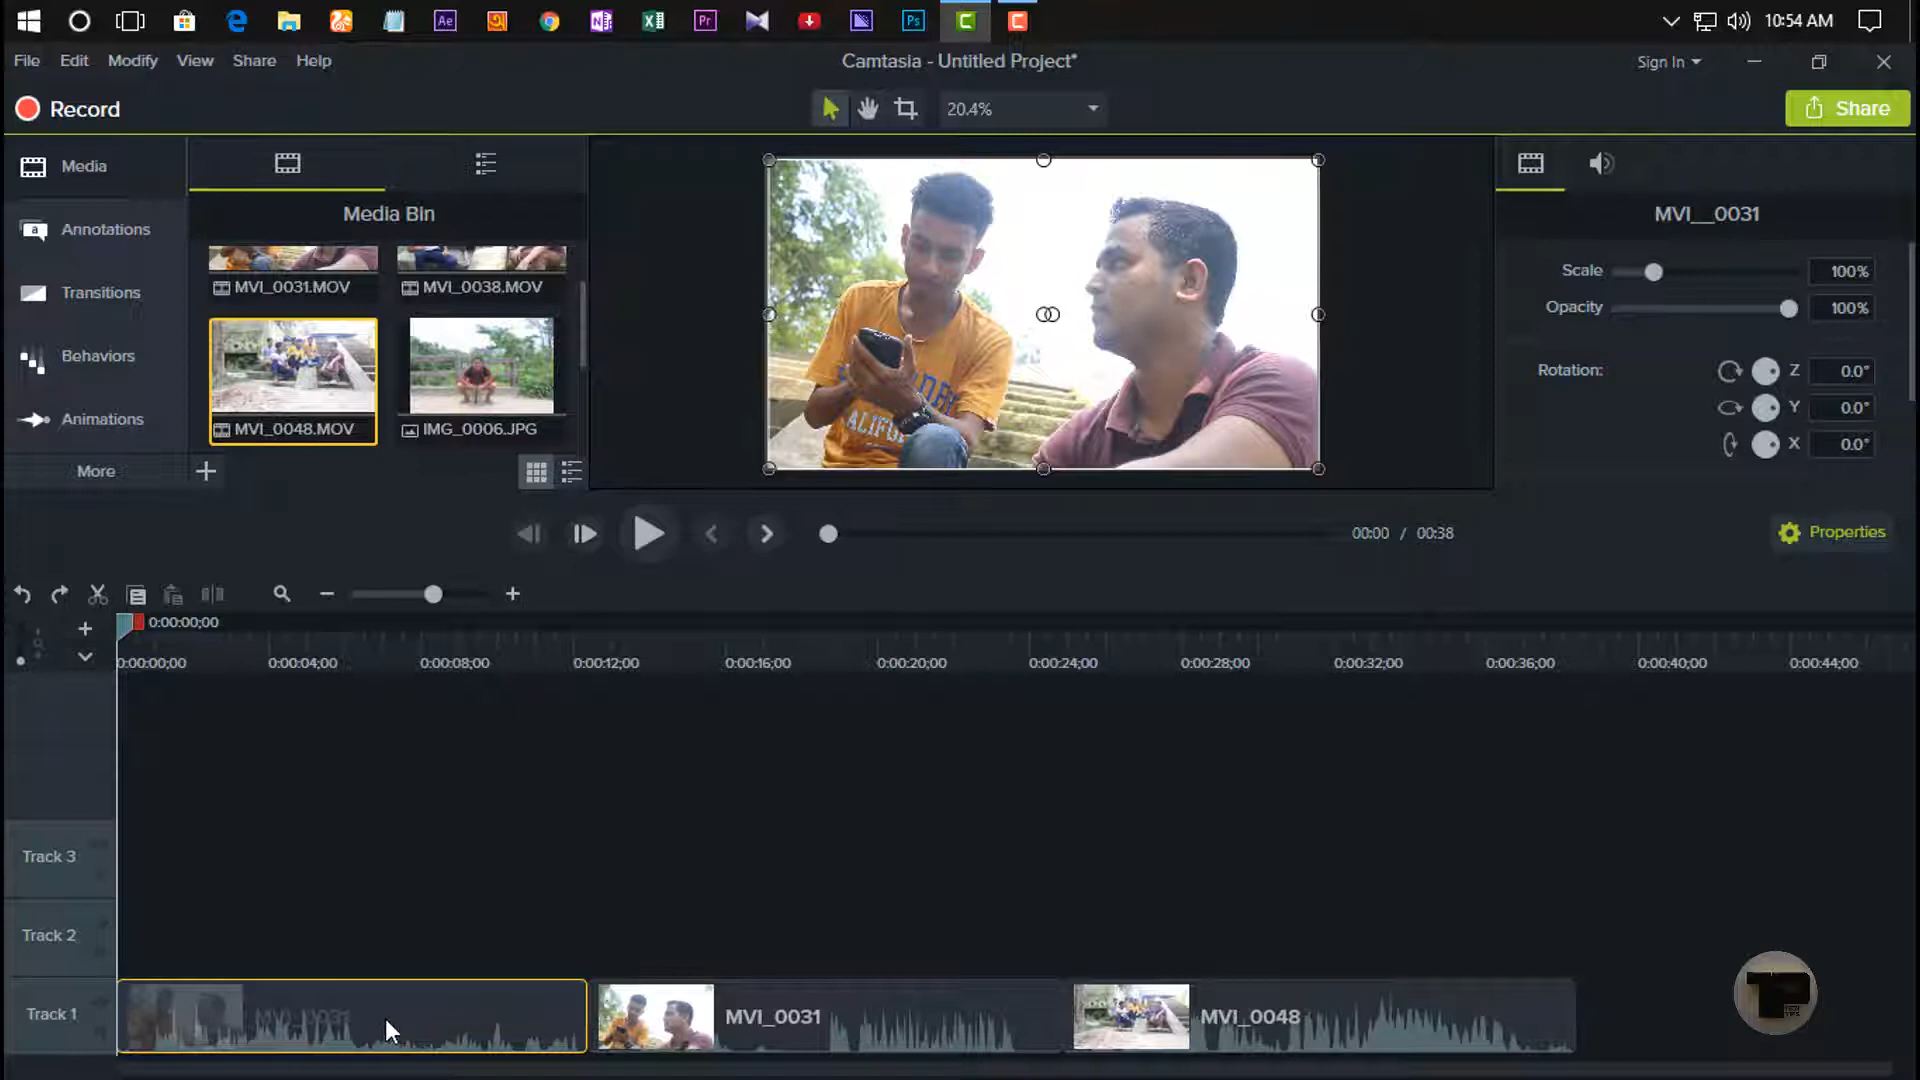 Ae
Pr
Ps
10:54 AM
File Edit Modify View Share Help
Camtasia - Untitled Project*
Sign In
Record
20.4%
Share
Media
Annotations
Transitions
Behaviors
Animations
More
Media Bin
MVI_0031.MOV
MVI_0038.MOV
MVI_0048.MOV
IMG_0006.JPG
MVI__0031
Scale 100%
Opacity 100%
Rotation:
Z 0.0°
Y 0.0°
X 0.0°
00:00 / 00:38
Properties
0:00:00;00
0:00:00;00 0:00:04;00 0:00:08;00 0:00:12;00 0:00:16;00 0:00:20;00 0:00:24;00 0:00:28;00 0:00:32;00 0:00:36;00 0:00:40;00 0:00:44;00
Track 3
Track 2
Track 1
MVI_0031
MVI_0031
MVI_0048